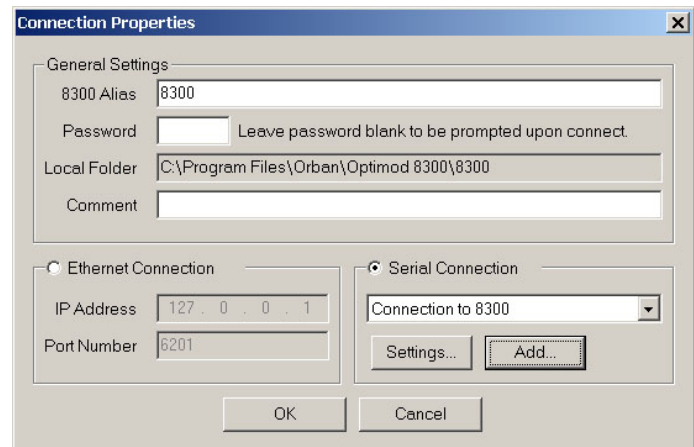 Connection Properties
General Settings
8300 Alias 8300
Password Leave password blank to be prompted upon connect.
Local Folder C:\Program Files\Orban\Optimod 8300\8300
Comment
Ethernet Connection
IP Address 127 . 0 . 0 . 1
Port Number 6201
Serial Connection
Connection to 8300
Settings... Add...
OK Cancel